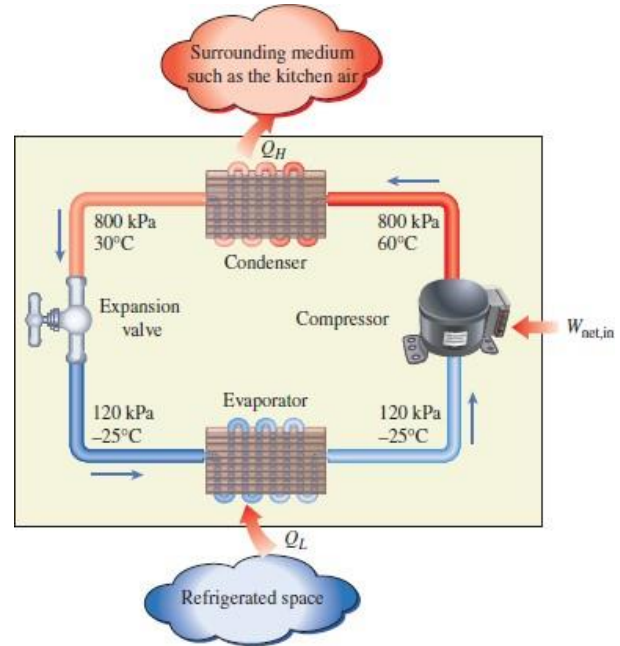 Surrounding medium
such as the kitchen air
Q_H
800 kPa
30°C
800 kPa
60°C
Condenser
Expansion
valve
Compressor
W_net,in
Evaporator
120 kPa
–25°C
120 kPa
–25°C
Q_L
Refrigerated space